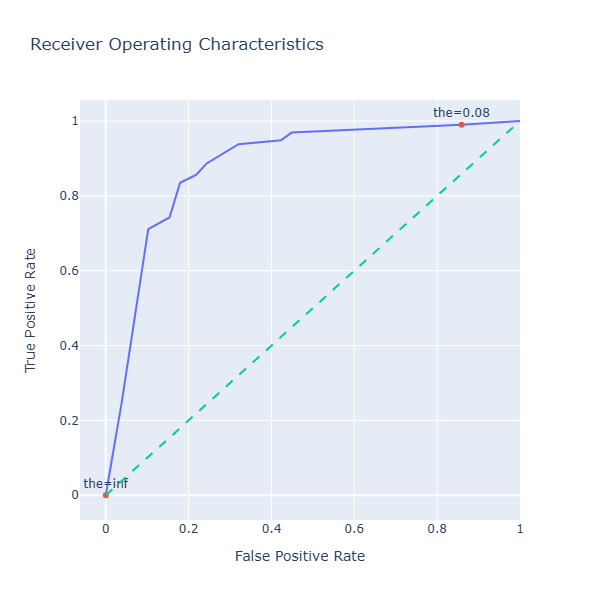 Receiver Operating Characteristics
the=0.08
1
0.8
0.6
0.4
0.2
0
True Positive Rate
the=inf
0
0.2
0.4
0.6
0.8
1
False Positive Rate